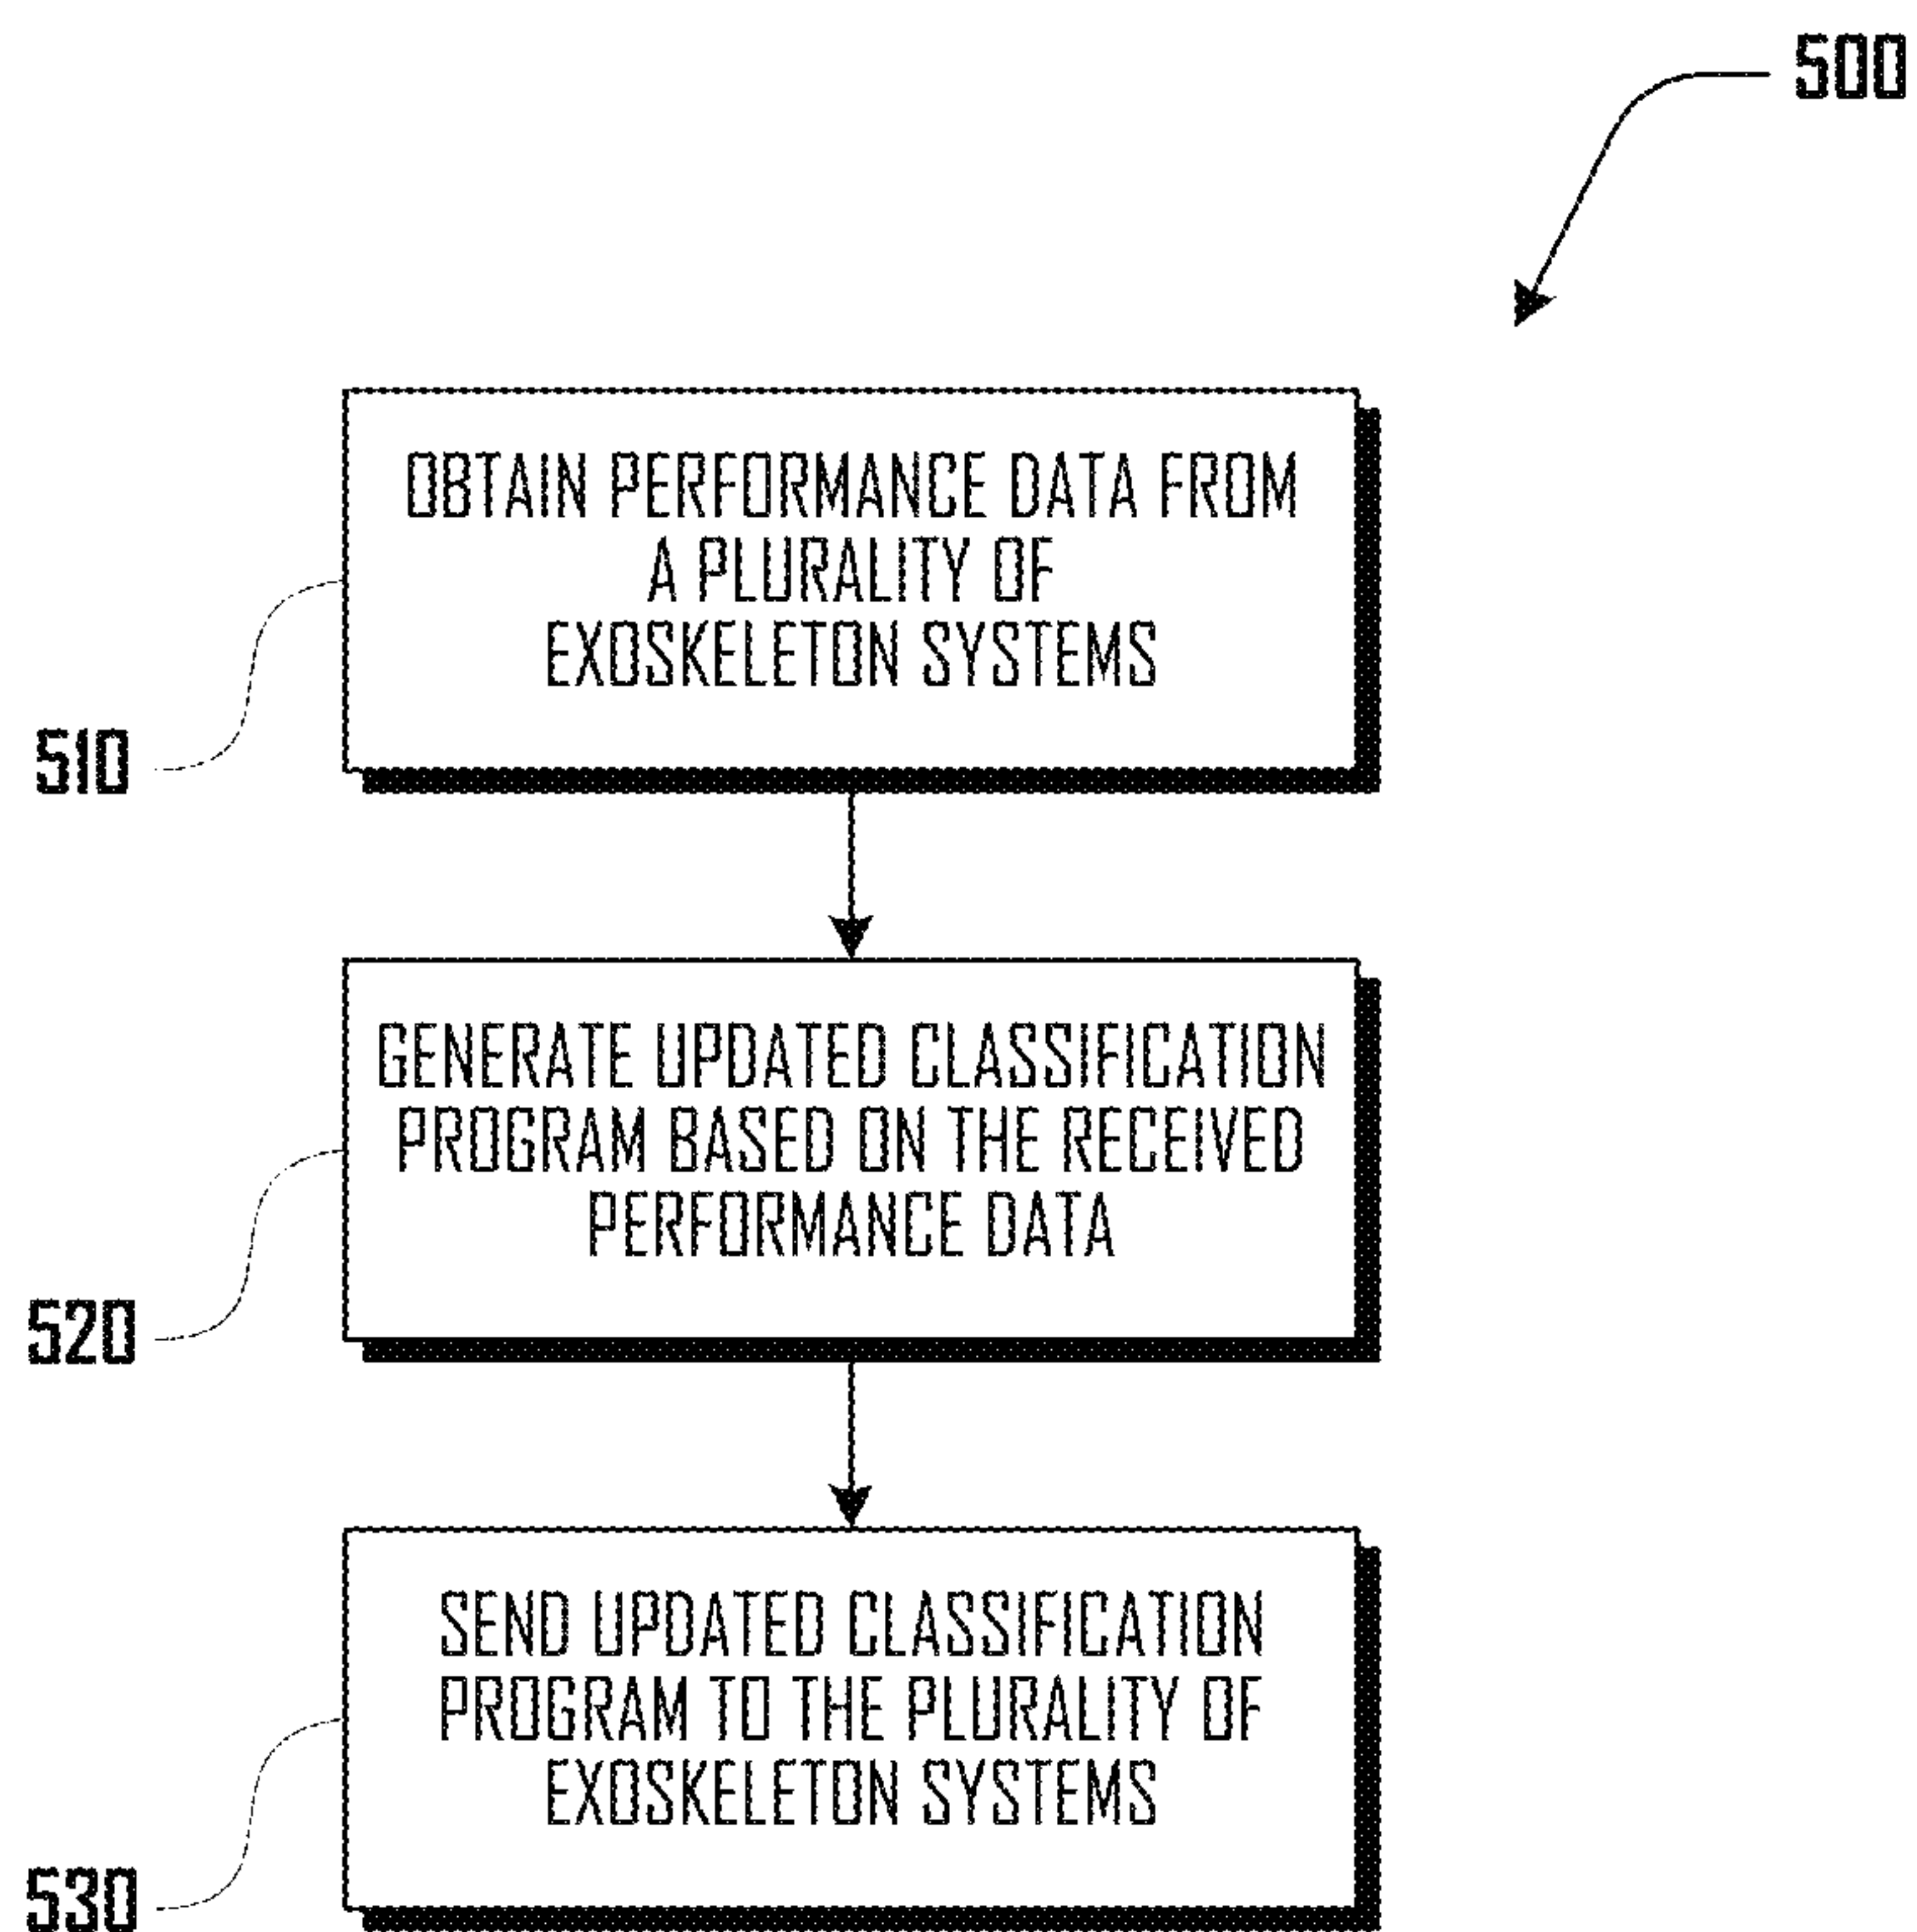 500
OBTAIN PERFORMANCE DATA FROM
A PLURALITY OF
EXOSKELETON SYSTEMS
510
GENERATE UPDATED CLASSIFICATION
PROGRAM BASED ON THE RECEIVED
PERFORMANCE DATA
520
SEND UPDATED CLASSIFICATION
PROGRAM TO THE PLURALITY OF
EXOSKELETON SYSTEMS
530